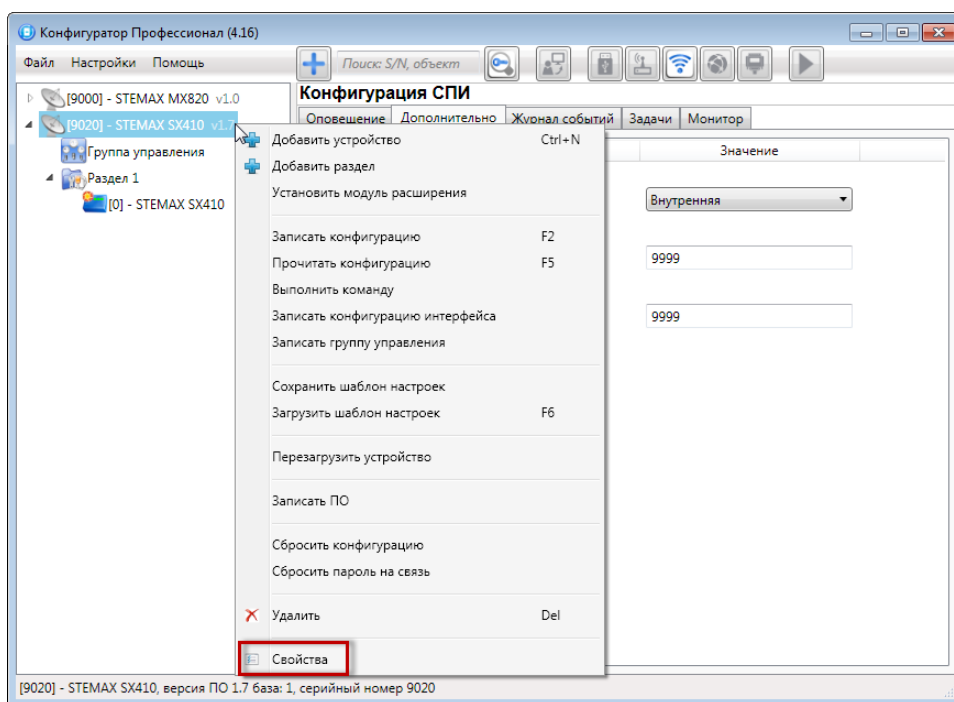 Конфигуратор Профессионал (4.16)
Файл Настройки Помощь
Поиск: S/N, объект
[9000] - STEMAX MX820 v1.0
[9020] - STEMAX SX410 v1.7
Группа управления
Раздел 1
[0] - STEMAX SX410
Конфигурация СПИ
Оповещение Дополнительно Журнал событий Задачи Монитор
Значение
Внутренняя
9999
9999
Добавить устройство Ctrl+N
Добавить раздел
Установить модуль расширения
Записать конфигурацию F2
Прочитать конфигурацию F5
Выполнить команду
Записать конфигурацию интерфейса
Записать группу управления
Сохранить шаблон настроек
Загрузить шаблон настроек F6
Перезагрузить устройство
Записать ПО
Сбросить конфигурацию
Сбросить пароль на связь
Удалить Del
Свойства
[9020] - STEMAX SX410, версия ПО 1.7 база: 1, серийный номер 9020